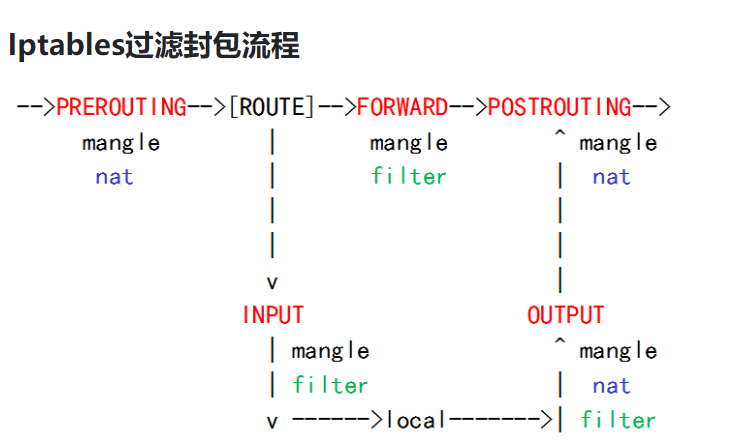 Iptables过滤封包流程
-->PREROUTING-->[ROUTE]-->FORWARD-->POSTROUTING-->
     mangle        |       mangle        ^ mangle
      nat          |       filter        |  nat
                   |                     |
                   |                     |
                   v                     |
                 INPUT                 OUTPUT
                   | mangle              ^ mangle
                   | filter              |  nat
                   v ------>local------->| filter